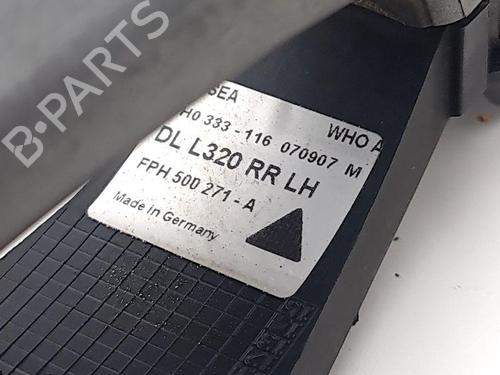 SEA
H0 333-116 070907 M
WHO A
DL L320 RR LH
FPH 500 271-A
Made in Germany
B-PARTS